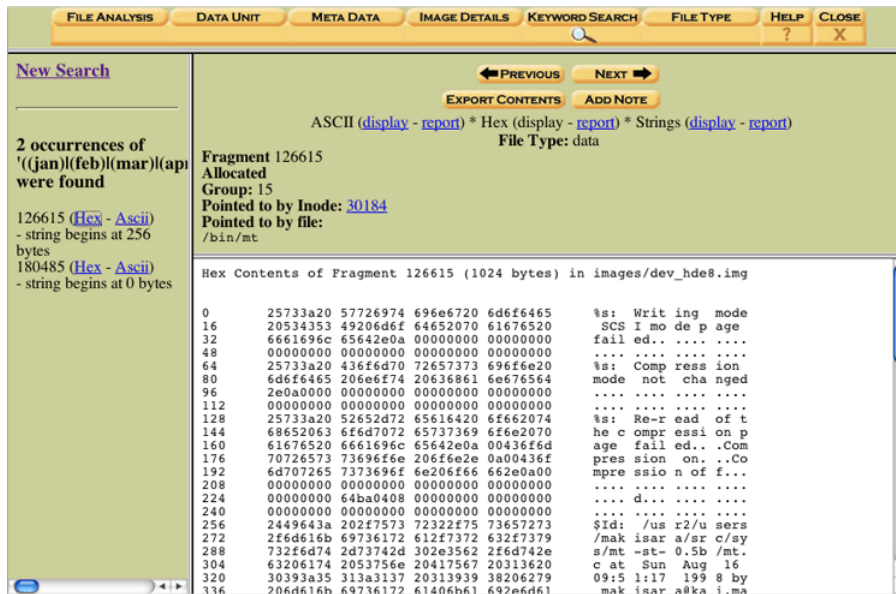 FILE ANALYSIS DATA UNIT META DATA IMAGE DETAILS KEYWORD SEARCH FILE TYPE HELP CLOSE
? X
New Search
2 occurrences of
'((jan)|(feb)|(mar)|(apr
were found
126615 (Hex - Ascii)
- string begins at 256
bytes
180485 (Hex - Ascii)
- string begins at 0 bytes
PREVIOUS NEXT
EXPORT CONTENTS ADD NOTE
ASCII (display - report) * Hex (display - report) * Strings (display - report)
File Type: data
Fragment 126615
Allocated
Group: 15
Pointed to by Inode: 30184
Pointed to by file:
/bin/mt
Hex Contents of Fragment 126615 (1024 bytes) in images/dev_hde8.img
0 25733a20 57726974 696e6720 6d6f6465 %s: Writ ing mode
16 20534353 49206d6f 64652070 61676520 SCS I mo de p age
32 6661696c 65642e0a 00000000 00000000 fail ed.. .... ....
48 00000000 00000000 00000000 00000000 .... .... .... ....
64 25733a20 436f6d70 72657373 696f6e20 %s: Comp ress ion
80 6d6f6465 206e6f74 20636861 6e676564 mode not cha nged
96 2e0a0000 00000000 00000000 00000000 .... .... .... ....
112 00000000 00000000 00000000 00000000 .... .... .... ....
128 25733a20 52652d72 65616420 6f662074 %s: Re-r ead of t
144 68652063 6f6d7072 65737369 6f6e2070 he c ompr essi on p
160 61676520 6661696c 65642e0a 00436f6d age fail ed.. .Com
176 70726573 73696f6e 206f6e2e 0a00436f pres sion on. ..Co
192 6d707265 7373696f 6e206f66 662e0a00 mpre ssio n of f...
208 00000000 00000000 00000000 00000000 .... .... .... ....
224 00000000 64ba0408 00000000 00000000 .... d... .... ....
240 00000000 00000000 00000000 00000000 .... .... .... ....
256 2449643a 202f7573 72322f75 73657273 $Id: /us r2/u sers
272 2f6d616b 69736172 612f7372 632f7379 /mak isar a/sr c/sy
288 732f6d74 2d73742d 302e3562 2f6d742e s/mt -st- 0.5b /mt.
304 63206174 2053756e 20417567 20313620 c at Sun Aug 16
320 30393a35 313a3137 20313939 38206279 09:5 1:17 199 8 by
336 206d616b 69736172 61406b61 692e6d61 mak isar a@ka i.ma